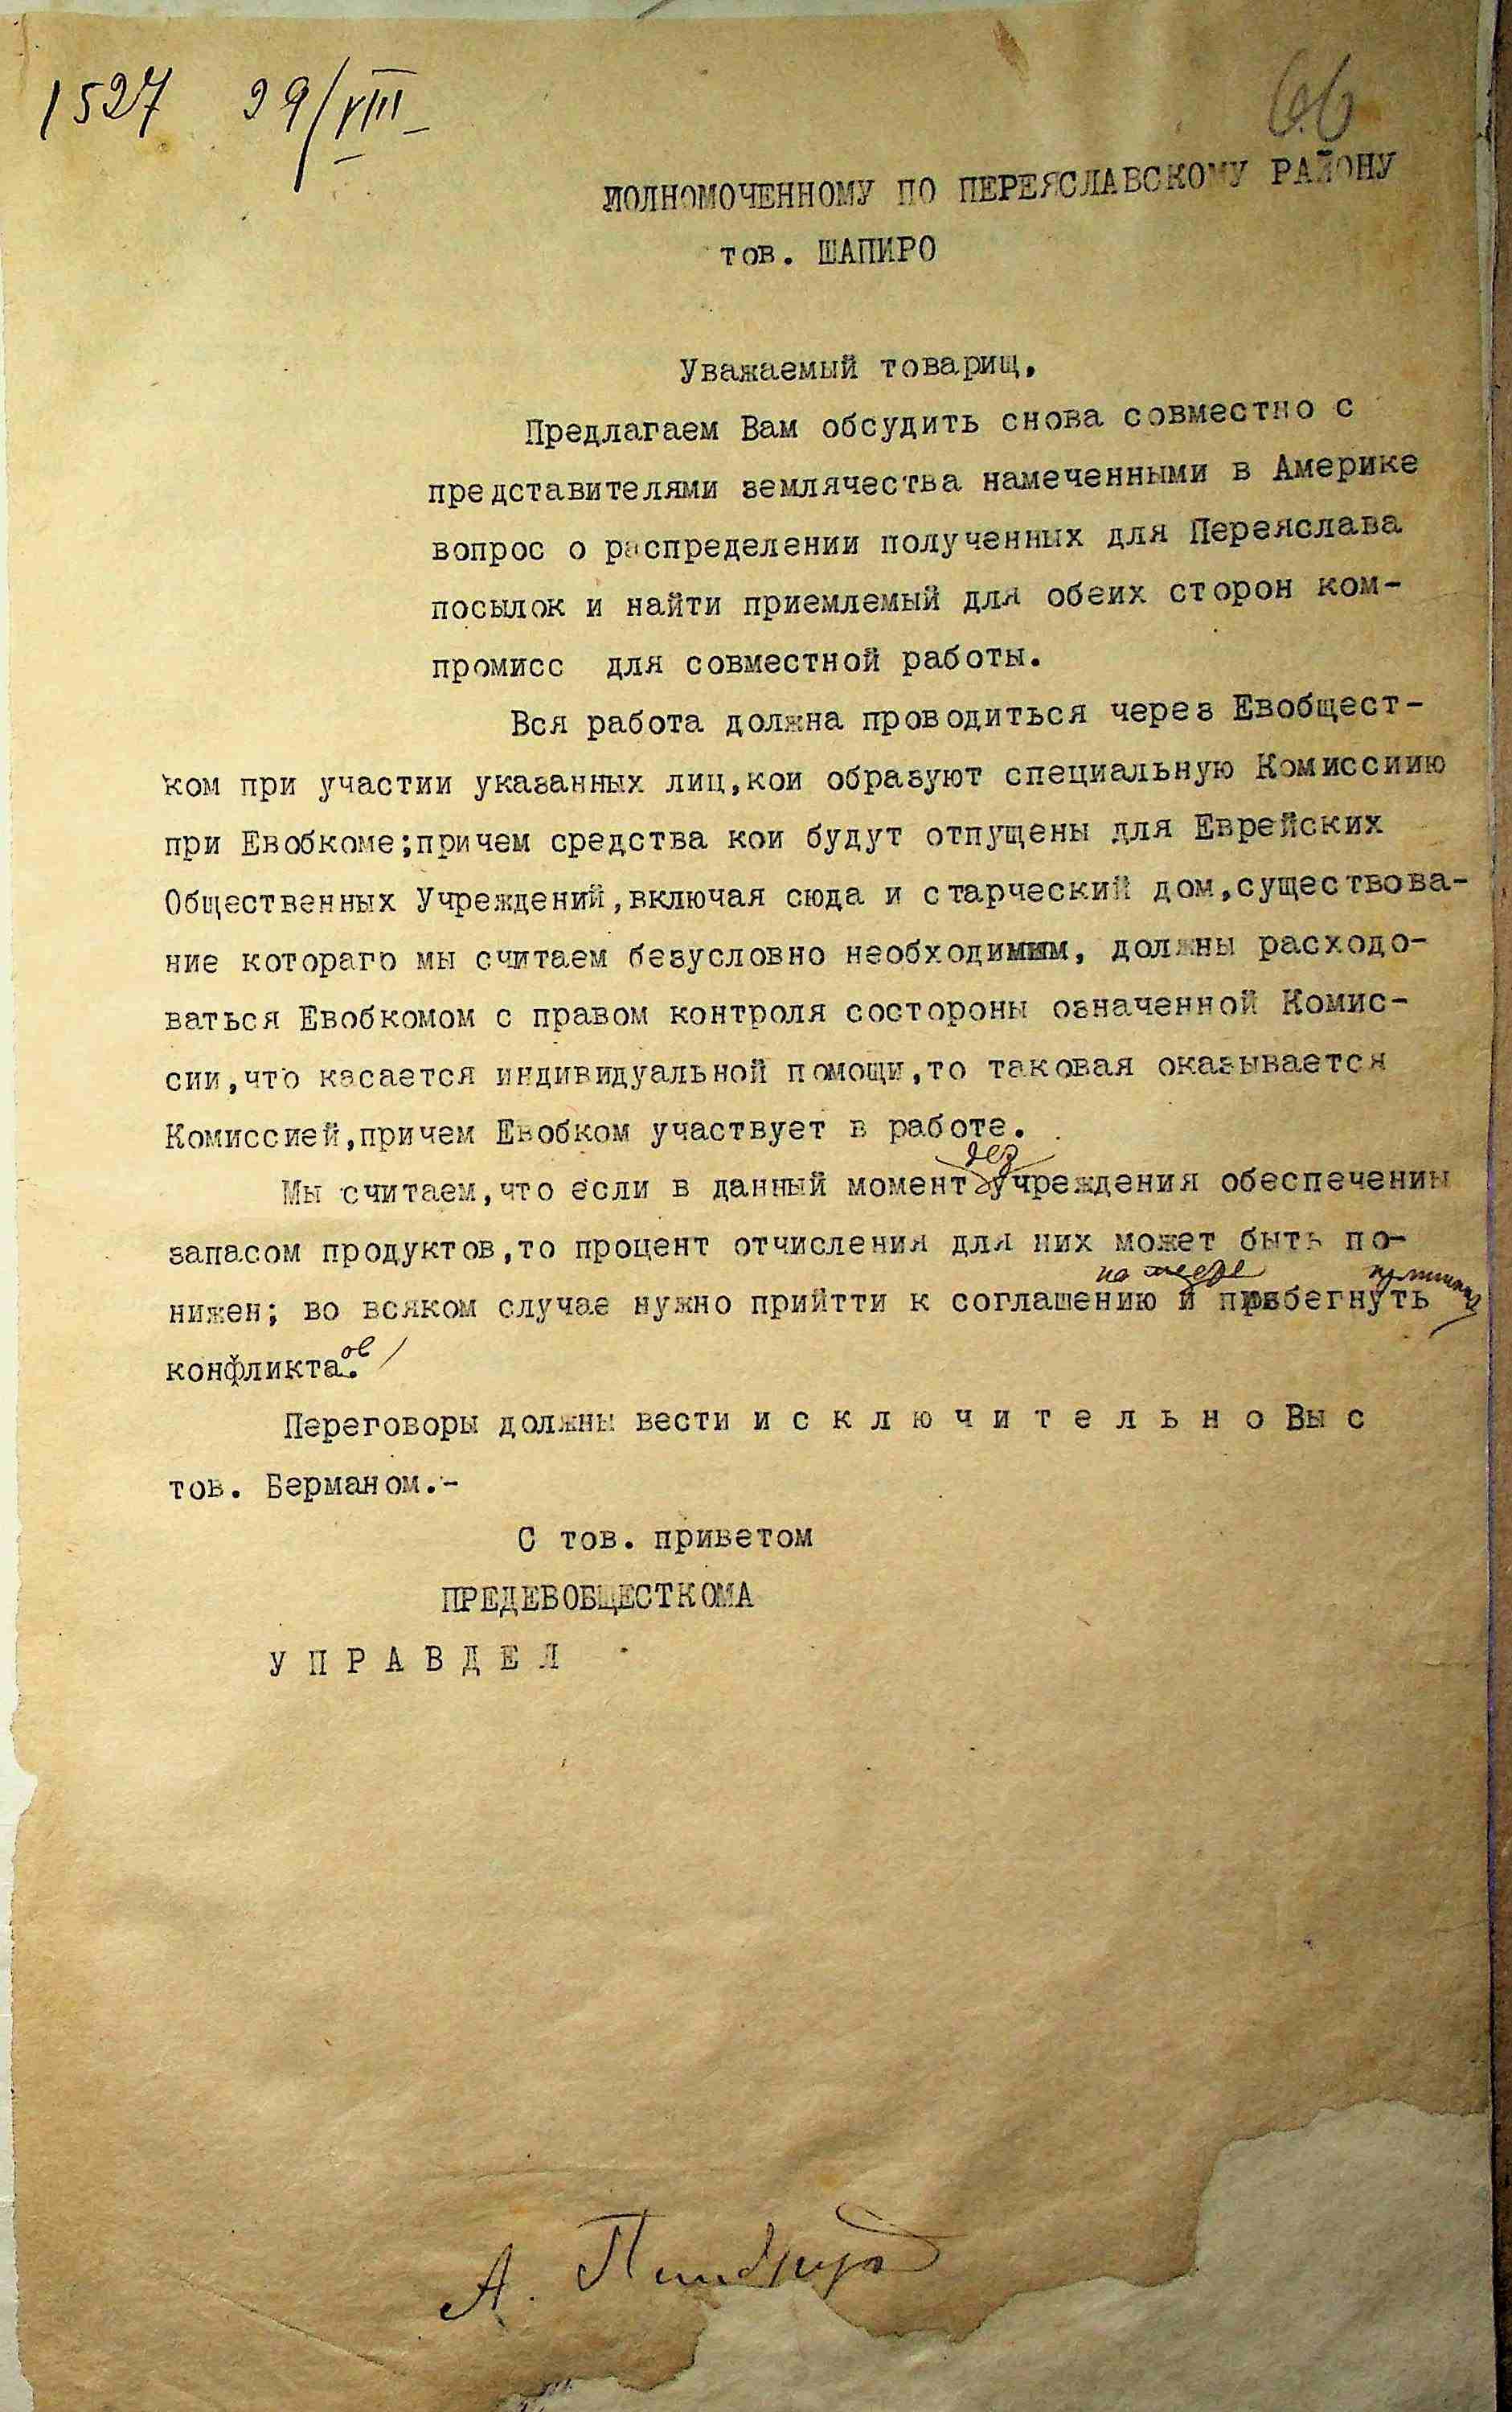 1527 29/VIII
66
ПОЛНОМОЧЕННОМУ ПО ПЕРЕЯСЛАВСКОМУ РАЙОНУ
тов. ШАПИРО
Уважаемый товарищ.
Предлагаем Вам обсудить снова совместно с
представителями землячества намеченными в Америке
вопрос о распределении полученных для Переяслава
посылок и найти приемлемый для обеих сторон ком-
промисс для совместной работы.
Вся работа должна проводиться через Евобщест-
ком при участии указанных лиц,кои образуют специальную Комиссиию
при Евобкоме;причем средства кои будут отпущены для Еврейских
Общественных Учреждений,включая сюда и старческий дом,существова-
ние котораго мы считаем безусловно необходимым, должны расходо-
ваться Евобкомом с правом контроля состороны означенной Комис-
сии,что касается индивидуальной помощи,то таковая оказывается
Комиссией,причем Евобком участвует в работе.
Мы считаем,что если в данный момент учреждения обеспечении
запасом продуктов,то процент отчисления для них может быть по-
нижен; во всяком случае нужно прийтти к соглашению и прибегнуть
конфликта.
ов
Переговоры должны вести и с к л ю ч и т е л ь н о Вы с
тов. Берманом.-
С тов. приветом
ПРЕДЕВОБЩЕСТКОМА
У П Р А В Д Е Л
А.